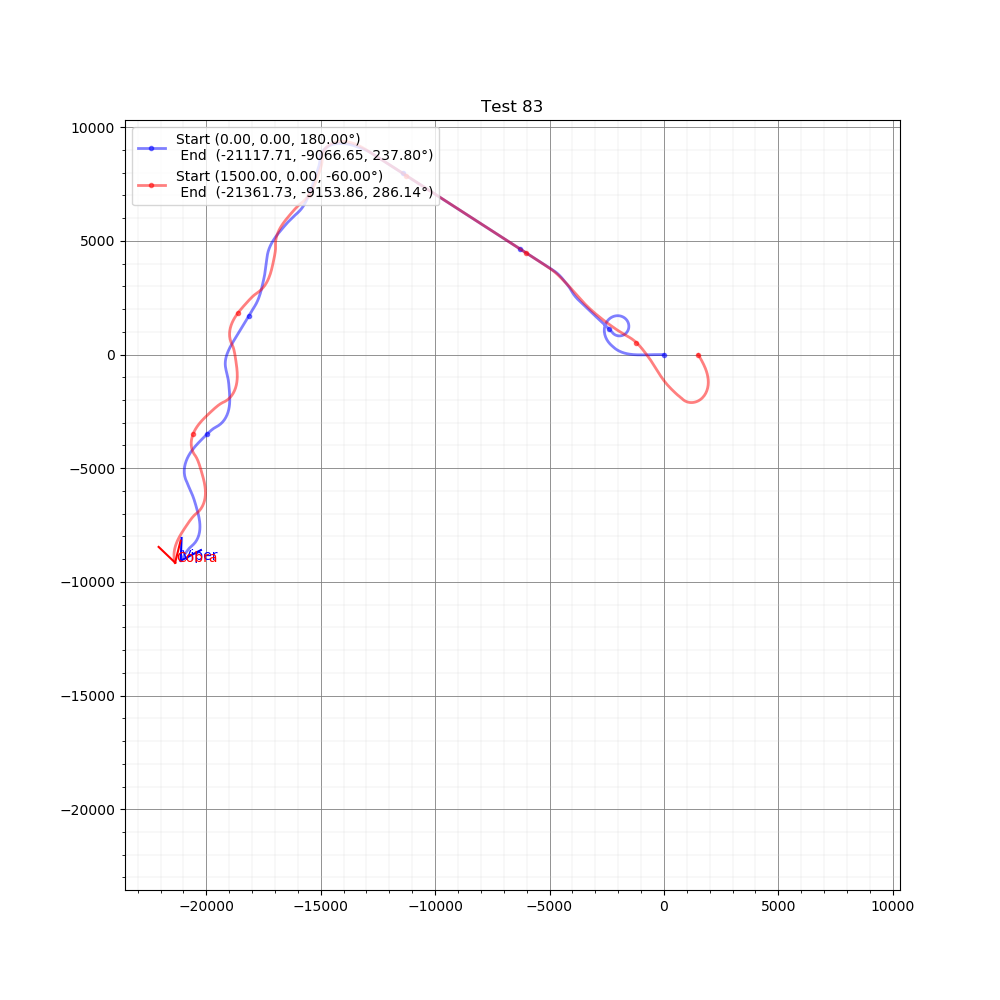 Test 83
Start (0.00, 0.00, 180.00°)
End (-21117.71, -9066.65, 237.80°)
Start (1500.00, 0.00, -60.00°)
End (-21361.73, -9153.86, 286.14°)
10000
5000
0
−5000
−10000
−15000
−20000
Viper
Cobra
−20000 −15000 −10000 −5000 0 5000 10000